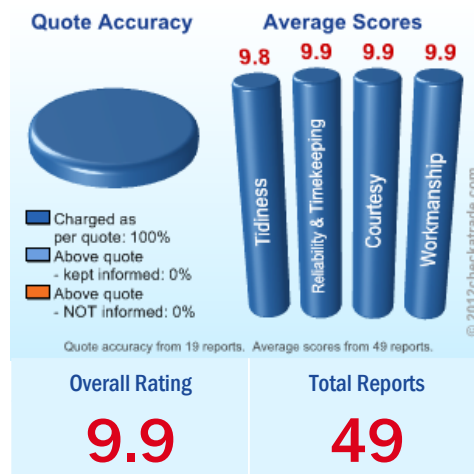 Quote Accuracy
Average Scores
9.8 9.9 9.9 9.9
Tidiness
Reliability & Timekeeping
Courtesy
Workmanship
Charged as
per quote: 100%
Above quote
- kept informed: 0%
Above quote
- NOT informed: 0%
© 2012checkatrade.com
Quote accuracy from 19 reports. Average scores from 49 reports.
Overall Rating
9.9
Total Reports
49